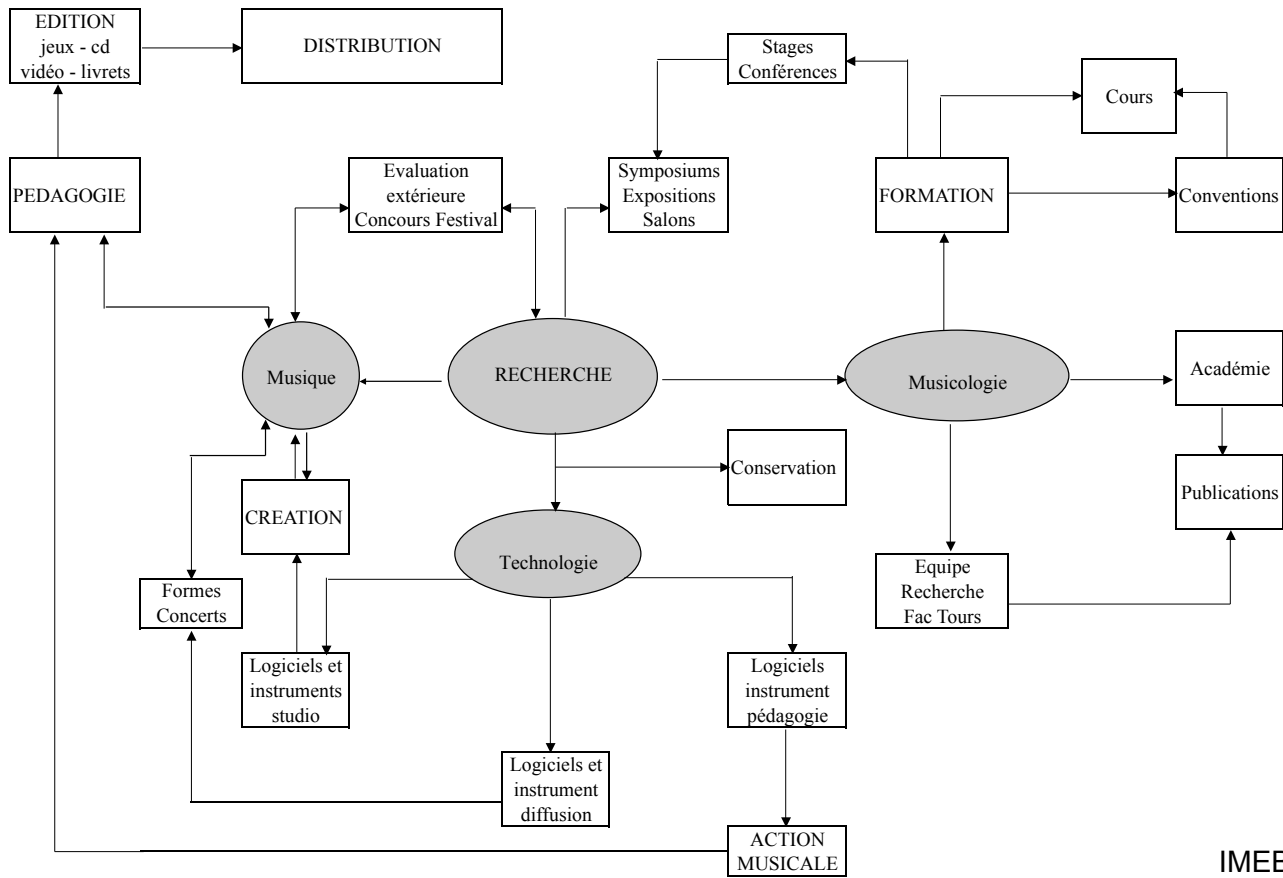 EDITION
jeux - cd
vidéo - livrets
DISTRIBUTION
Stages
Conférences
Cours
PEDAGOGIE
Evaluation
extérieure
Concours Festival
Symposiums
Expositions
Salons
FORMATION
Conventions
Musique
RECHERCHE
Musicologie
Académie
Conservation
Publications
CREATION
Technologie
Formes
Concerts
Equipe
Recherche
Fac Tours
Logiciels et
instruments
studio
Logiciels
instrument
pédagogie
Logiciels et
instrument
diffusion
ACTION
MUSICALE
IMEB